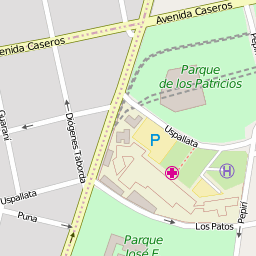 Avenida Caseros
Avenida Caseros
Pepirí
Parque
de los Patricios
Guaraní
Diógenes Taborda
Uspallata
P
H
Uspallata
Puna
Los Patos
Pepirí
Parque
José E.